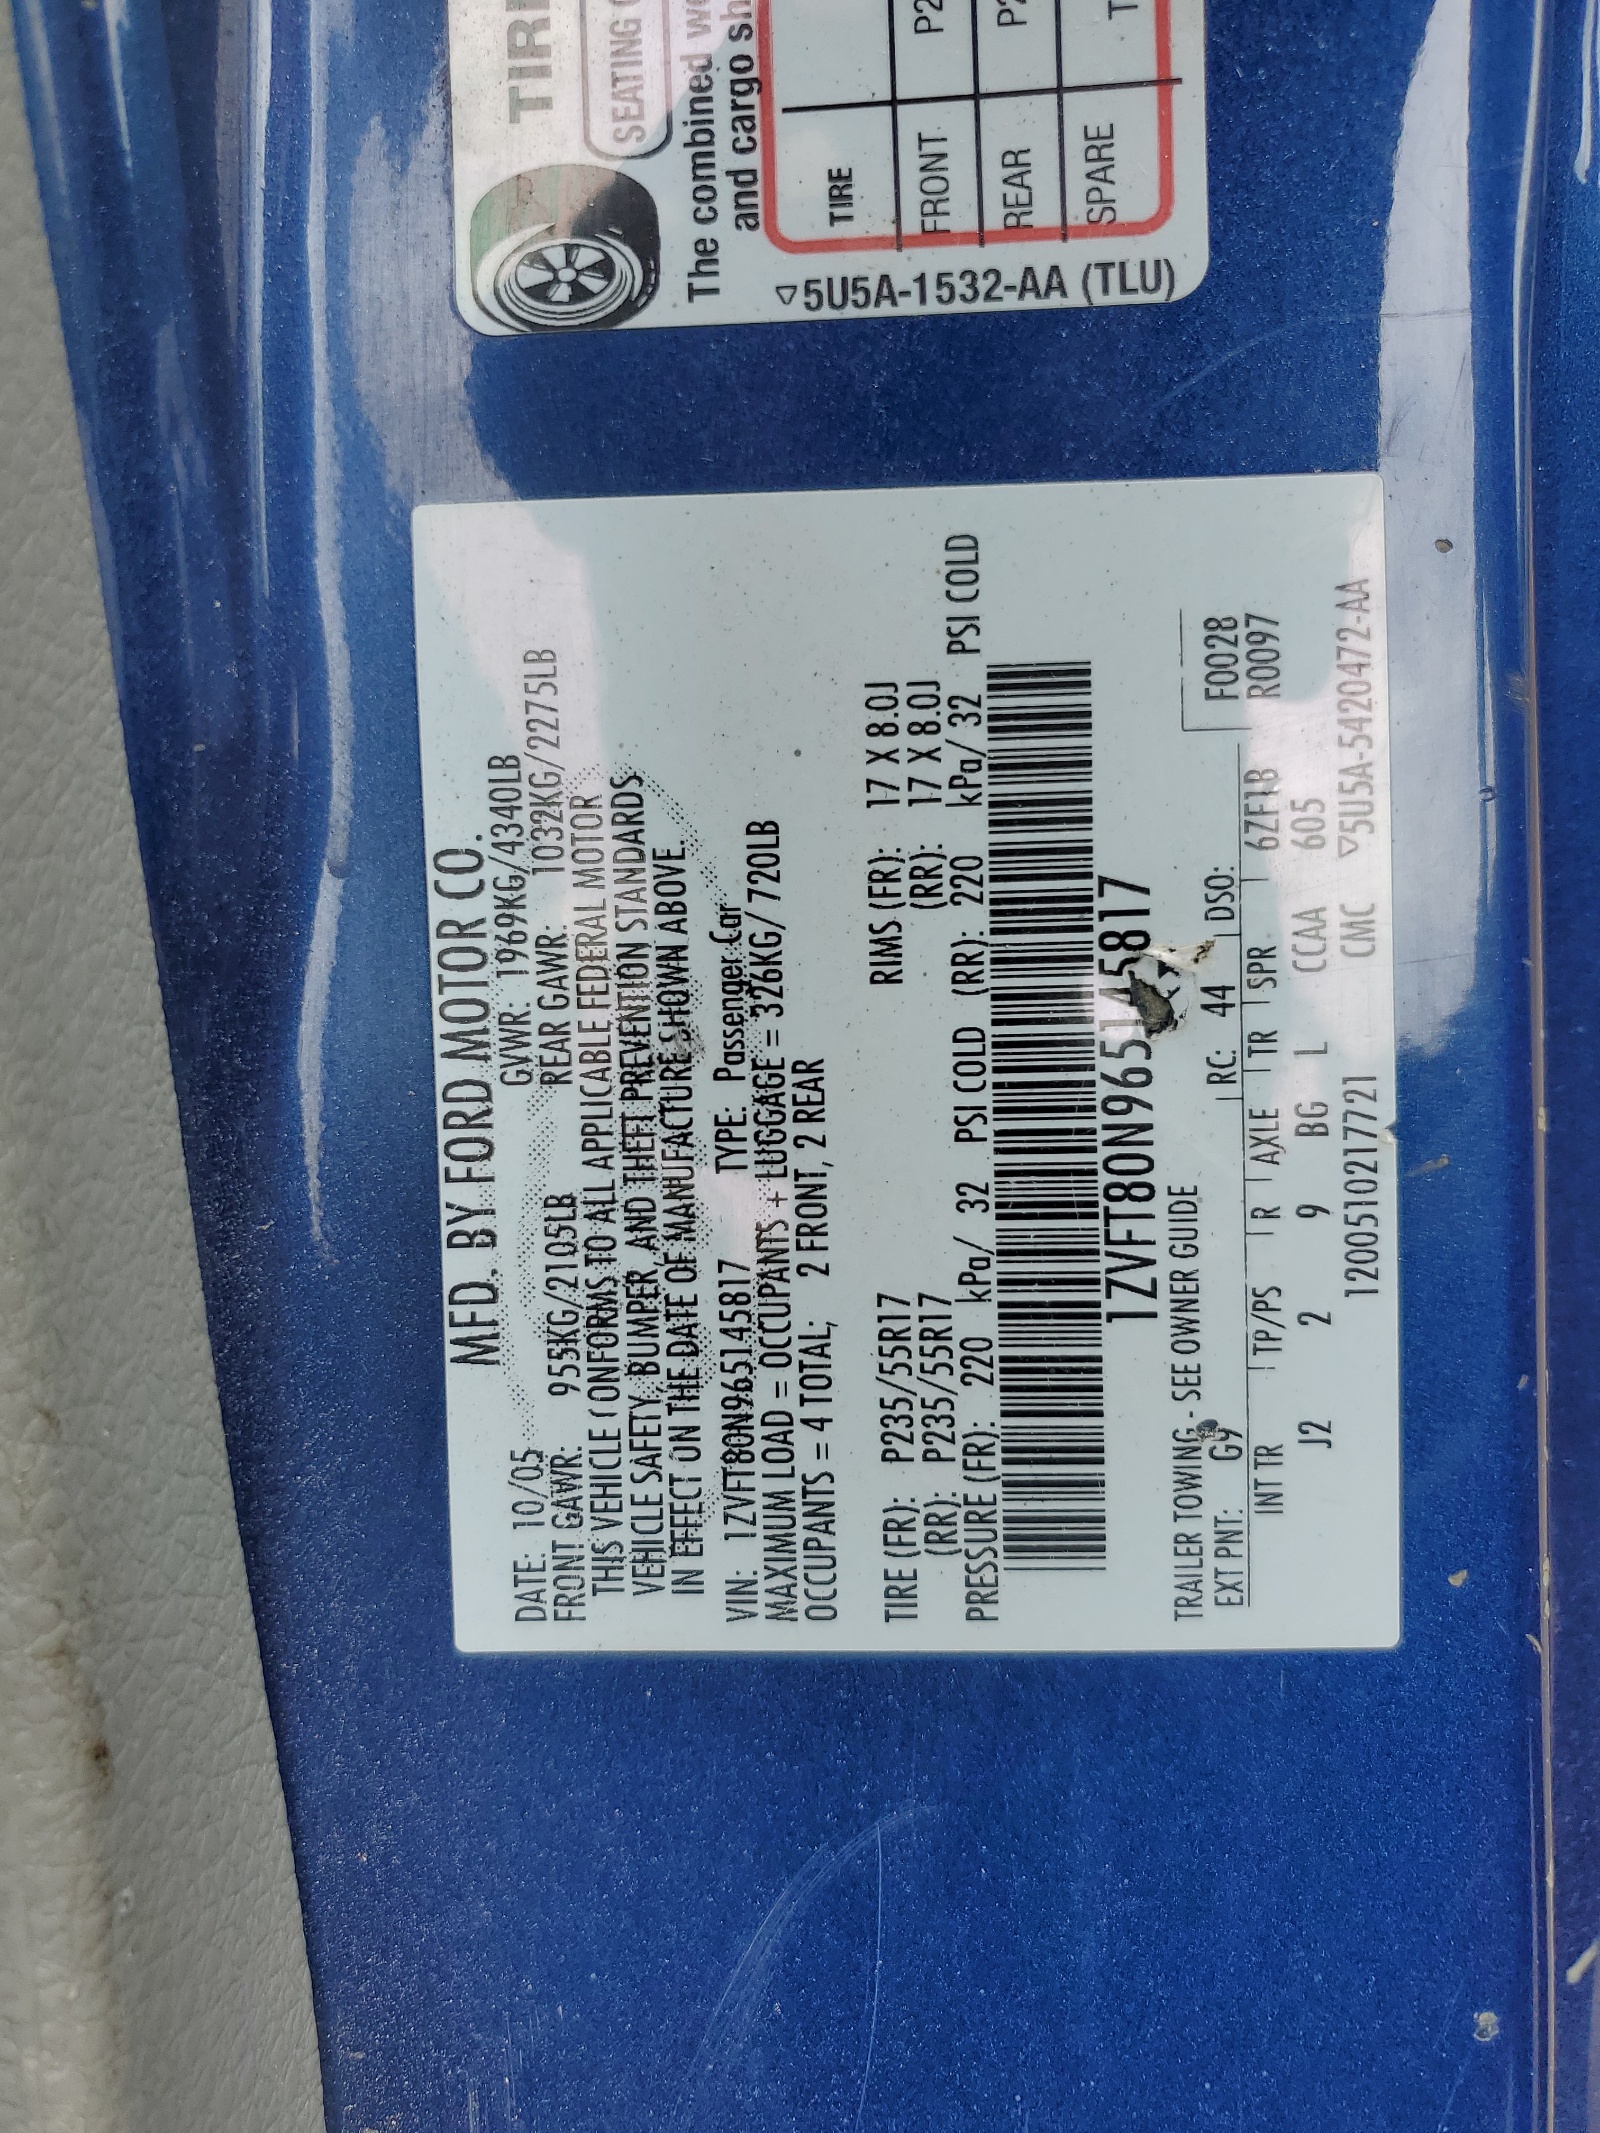 MFD. BY FORD MOTOR CO.
DATE: 10/05 GVWR: 1969KG/4340LB
FRONT GAWR: 955KG/2105LB REAR GAWR: 1032KG/2275LB
THIS VEHICLE CONFORMS TO ALL APPLICABLE FEDERAL MOTOR
VEHICLE SAFETY, BUMPER, AND THEFT PREVENTION STANDARDS
IN EFFECT ON THE DATE OF MANUFACTURE SHOWN ABOVE.
VIN: 1ZVFT80N965145817 TYPE: Passenger Car
MAXIMUM LOAD = OCCUPANTS + LUGGAGE = 326KG/ 720LB
OCCUPANTS = 4 TOTAL; 2 FRONT, 2 REAR
TIRE (FR): P235/55R17 RIMS (FR): 17 X 8.0J
(RR): P235/55R17 (RR): 17 X 8.0J
PRESSURE (FR): 220 kPa/ 32 PSI COLD (RR): 220 kPa/ 32 PSI COLD
1ZVFT80N965145817
TRAILER TOWING - SEE OWNER GUIDE
EXT PNT: G9 RC: 44 DSO: F0028
INT TR TP/PS R AXLE TR SPR 6ZF1B R0097
J2 2 9 BG L CCAA 605
12005102177721 CMC ▽5U5A-5420472-AA
SEATING
The combined
and cargo
TIRE
FRONT
REAR
SPARE
▽5U5A-1532-AA (TLU)